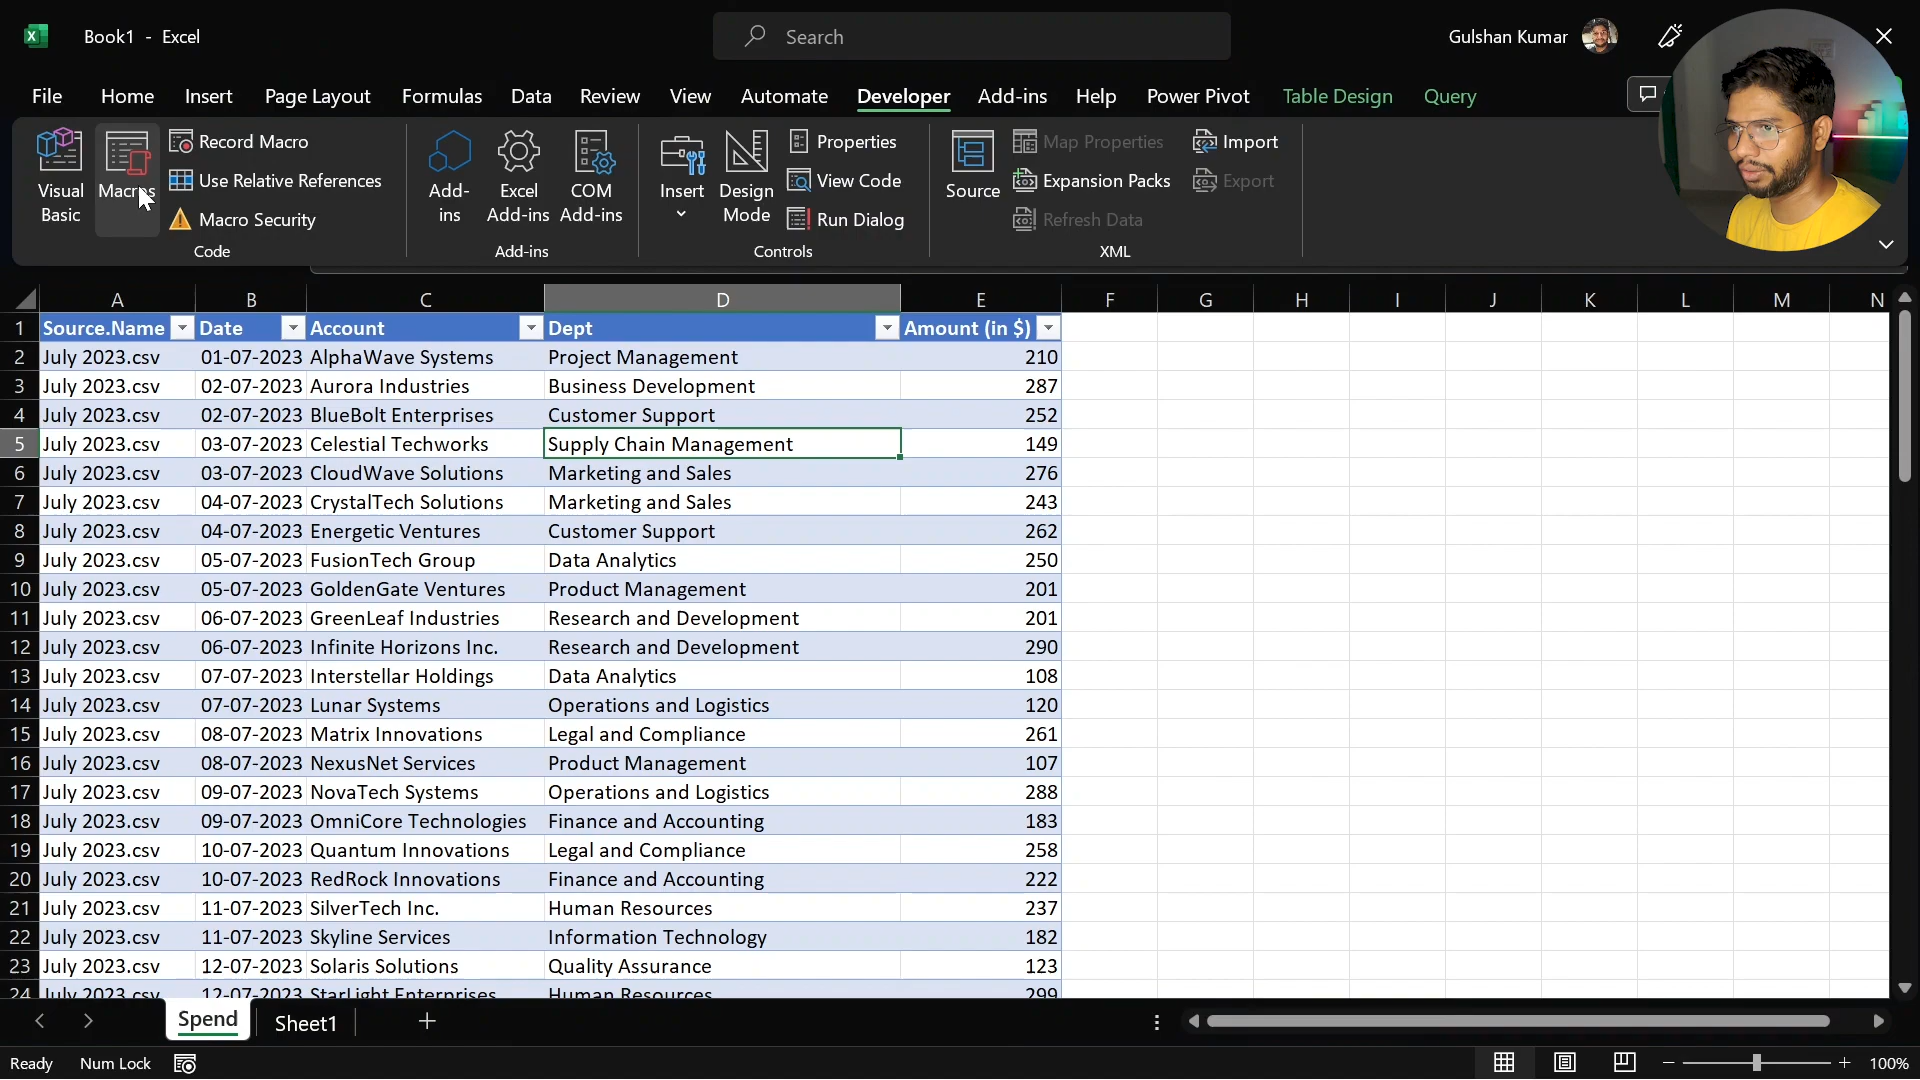 Book1 - Excel
Search
Gulshan Kumar
File Home Insert Page Layout Formulas Data Review View Automate Developer Add-ins Help Power Pivot Table Design Query
Visual Basic
Macros
Record Macro
Use Relative References
Macro Security
Code
Add-ins
Excel Add-ins
COM Add-ins
Add-ins
Insert
Design Mode
Properties
View Code
Run Dialog
Controls
Source
Map Properties
Expansion Packs
Refresh Data
Import
Export
XML
A B C D E F G H I J K L M N
1 Source.Name Date Account Dept Amount (in $)
2 July 2023.csv 01-07-2023 AlphaWave Systems Project Management 210
3 July 2023.csv 02-07-2023 Aurora Industries Business Development 287
4 July 2023.csv 02-07-2023 BlueBolt Enterprises Customer Support 252
5 July 2023.csv 03-07-2023 Celestial Techworks Supply Chain Management 149
6 July 2023.csv 03-07-2023 CloudWave Solutions Marketing and Sales 276
7 July 2023.csv 04-07-2023 CrystalTech Solutions Marketing and Sales 243
8 July 2023.csv 04-07-2023 Energetic Ventures Customer Support 262
9 July 2023.csv 05-07-2023 FusionTech Group Data Analytics 250
10 July 2023.csv 05-07-2023 GoldenGate Ventures Product Management 201
11 July 2023.csv 06-07-2023 GreenLeaf Industries Research and Development 201
12 July 2023.csv 06-07-2023 Infinite Horizons Inc. Research and Development 290
13 July 2023.csv 07-07-2023 Interstellar Holdings Data Analytics 108
14 July 2023.csv 07-07-2023 Lunar Systems Operations and Logistics 120
15 July 2023.csv 08-07-2023 Matrix Innovations Legal and Compliance 261
16 July 2023.csv 08-07-2023 NexusNet Services Product Management 107
17 July 2023.csv 09-07-2023 NovaTech Systems Operations and Logistics 288
18 July 2023.csv 09-07-2023 OmniCore Technologies Finance and Accounting 183
19 July 2023.csv 10-07-2023 Quantum Innovations Legal and Compliance 258
20 July 2023.csv 10-07-2023 RedRock Innovations Finance and Accounting 222
21 July 2023.csv 11-07-2023 SilverTech Inc. Human Resources 237
22 July 2023.csv 11-07-2023 Skyline Services Information Technology 182
23 July 2023.csv 12-07-2023 Solaris Solutions Quality Assurance 123
24 July 2023.csv 12-07-2023 StarLight Enterprises Human Resources 299
Spend Sheet1
Ready Num Lock 100%